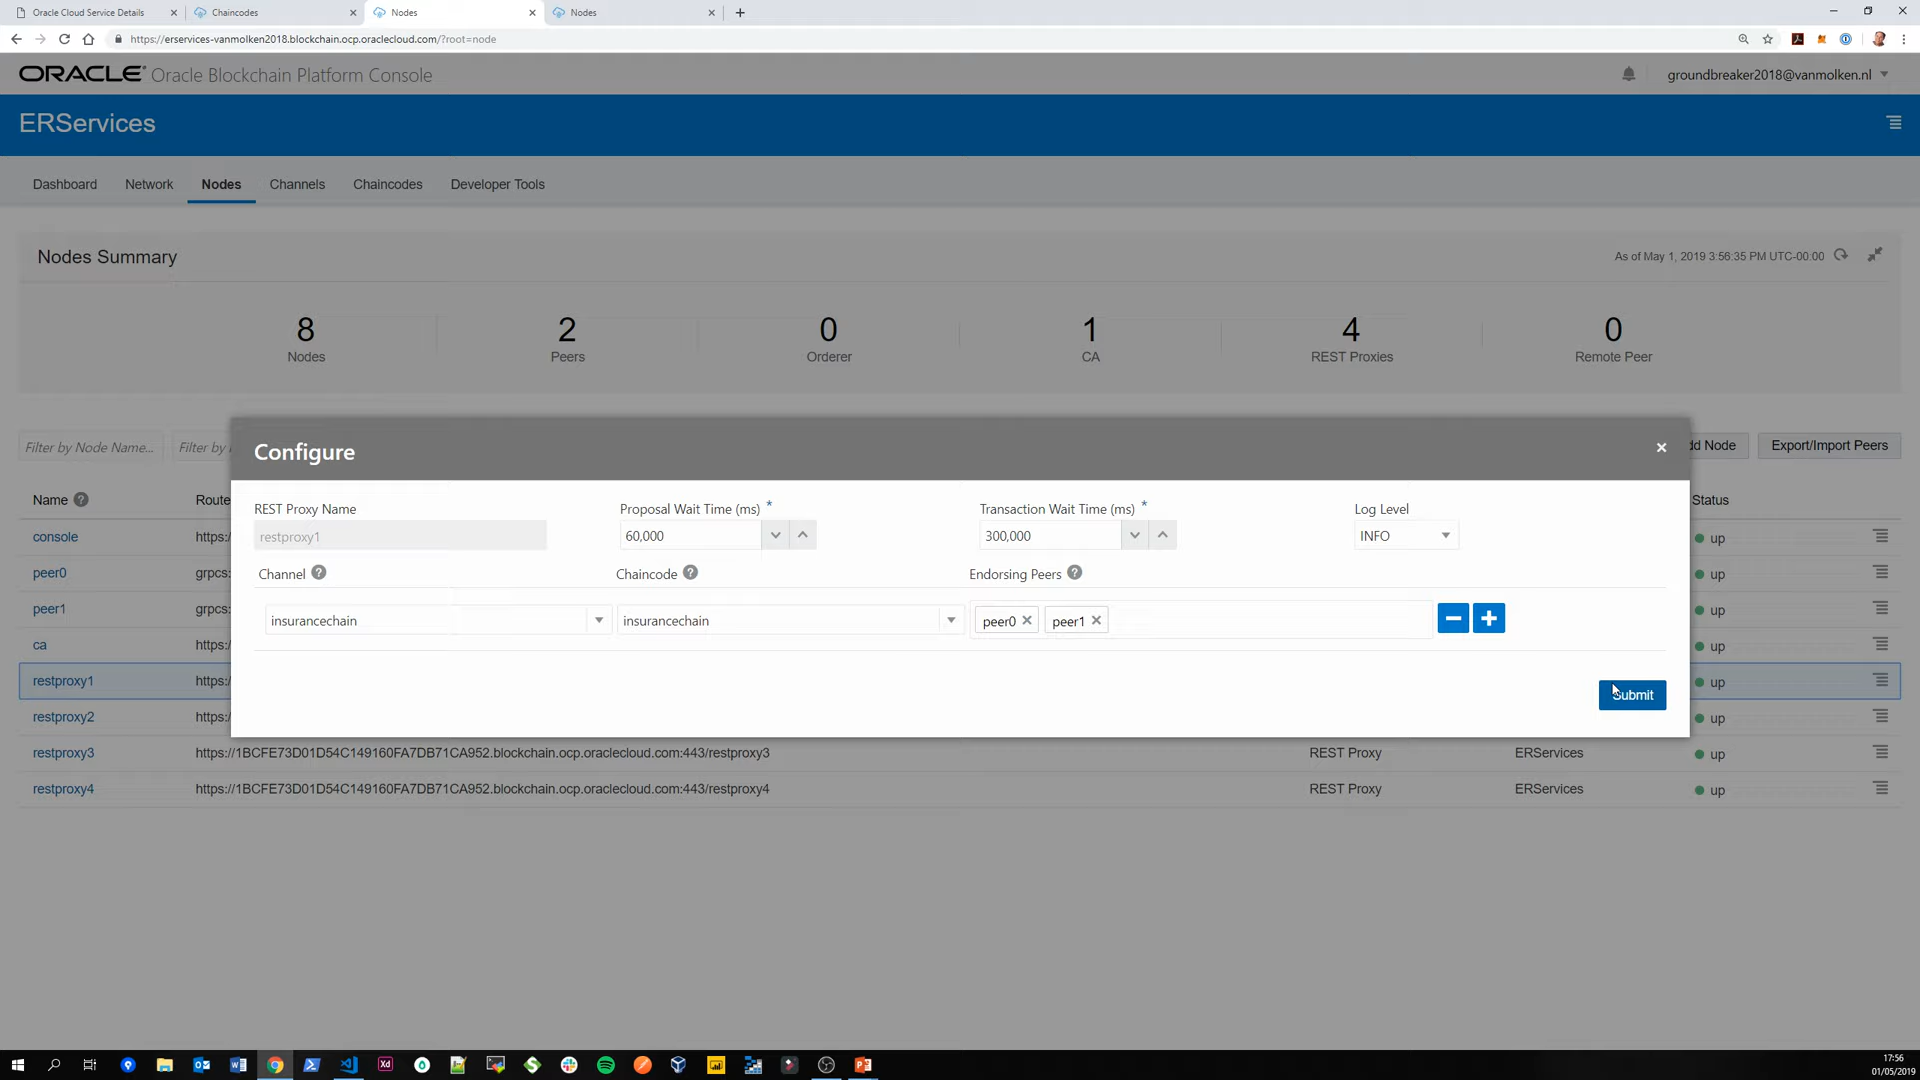 Oracle Cloud Service Details
Chaincodes
Nodes
Nodes
https://erservices-vanmolken2018.blockchain.ocp.oraclecloud.com/?root=node
ORACLE® Oracle Blockchain Platform Console
groundbreaker2018@vanmolken.nl
ERServices
Dashboard Network Nodes Channels Chaincodes Developer Tools
Nodes Summary
As of May 1, 2019 3:56:35 PM UTC-00:00
8 2 0 1 4 0
Nodes Peers Orderer CA REST Proxies Remote Peer
Filter by Node Name... Filter by
dd Node Export/Import Peers
Configure
Name Route Status
REST Proxy Name Proposal Wait Time (ms) * Transaction Wait Time (ms) * Log Level
restproxy1 60,000 300,000 INFO
Channel Chaincode Endorsing Peers
insurancechain insurancechain peer0 peer1
Submit
console https: up
peer0 grpcs: up
peer1 grpcs: up
ca https: up
restproxy1 https: up
restproxy2 https: up
restproxy3 https://1BCFE73D01D54C149160FA7DB71CA952.blockchain.ocp.oraclecloud.com:443/restproxy3 REST Proxy ERServices up
restproxy4 https://1BCFE73D01D54C149160FA7DB71CA952.blockchain.ocp.oraclecloud.com:443/restproxy4 REST Proxy ERServices up
17:56
01/05/2019